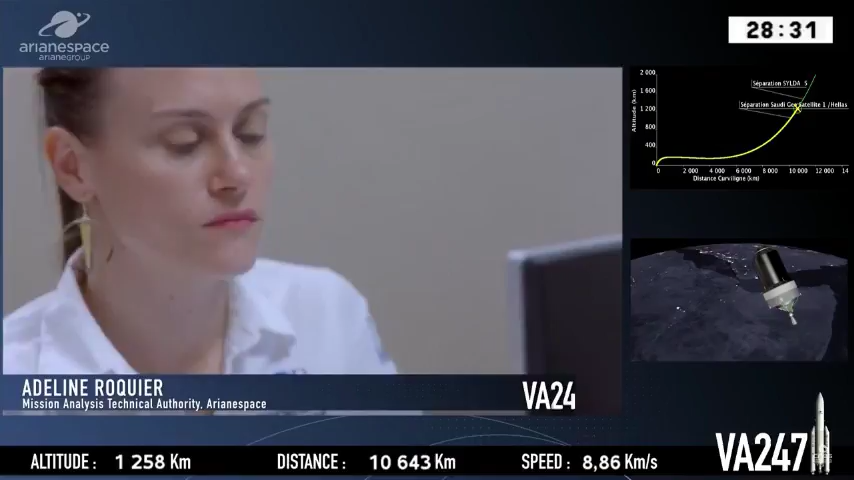 arianespace
arianeGROUP
28:31
2 000
1 600
1 200
800
400
0
Altitude (km)
Séparation SYLDA 5
Séparation Saudi Geosatellite 1 /Hellas
0 2 000 4 000 6 000 8 000 10 000 12 000 14
Distance Curviligne (km)
ADELINE ROQUIER
Mission Analysis Technical Authority, Arianespace
VA24
VA247
ALTITUDE : 1 258 Km DISTANCE : 10 643 Km SPEED : 8,86 Km/s